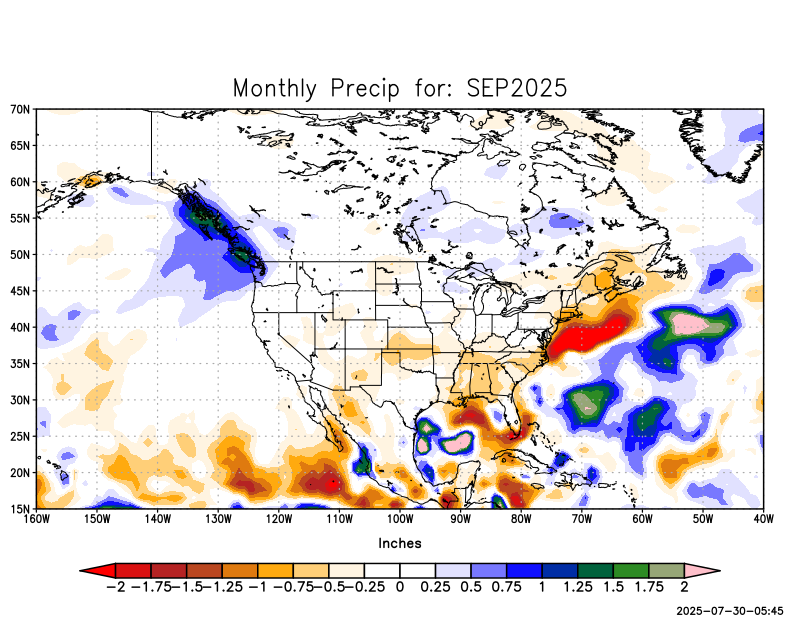 Monthly Precip for: SEP2025
70N
65N
60N
55N
50N
45N
40N
35N
30N
25N
20N
15N
160W 150W 140W 130W 120W 110W 100W 90W 80W 70W 60W 50W 40W
Inches
-2 -1.75-1.5-1.25 -1 -0.75-0.5-0.25 0 0.25 0.5 0.75 1 1.25 1.5 1.75 2
2025-07-30-05:45